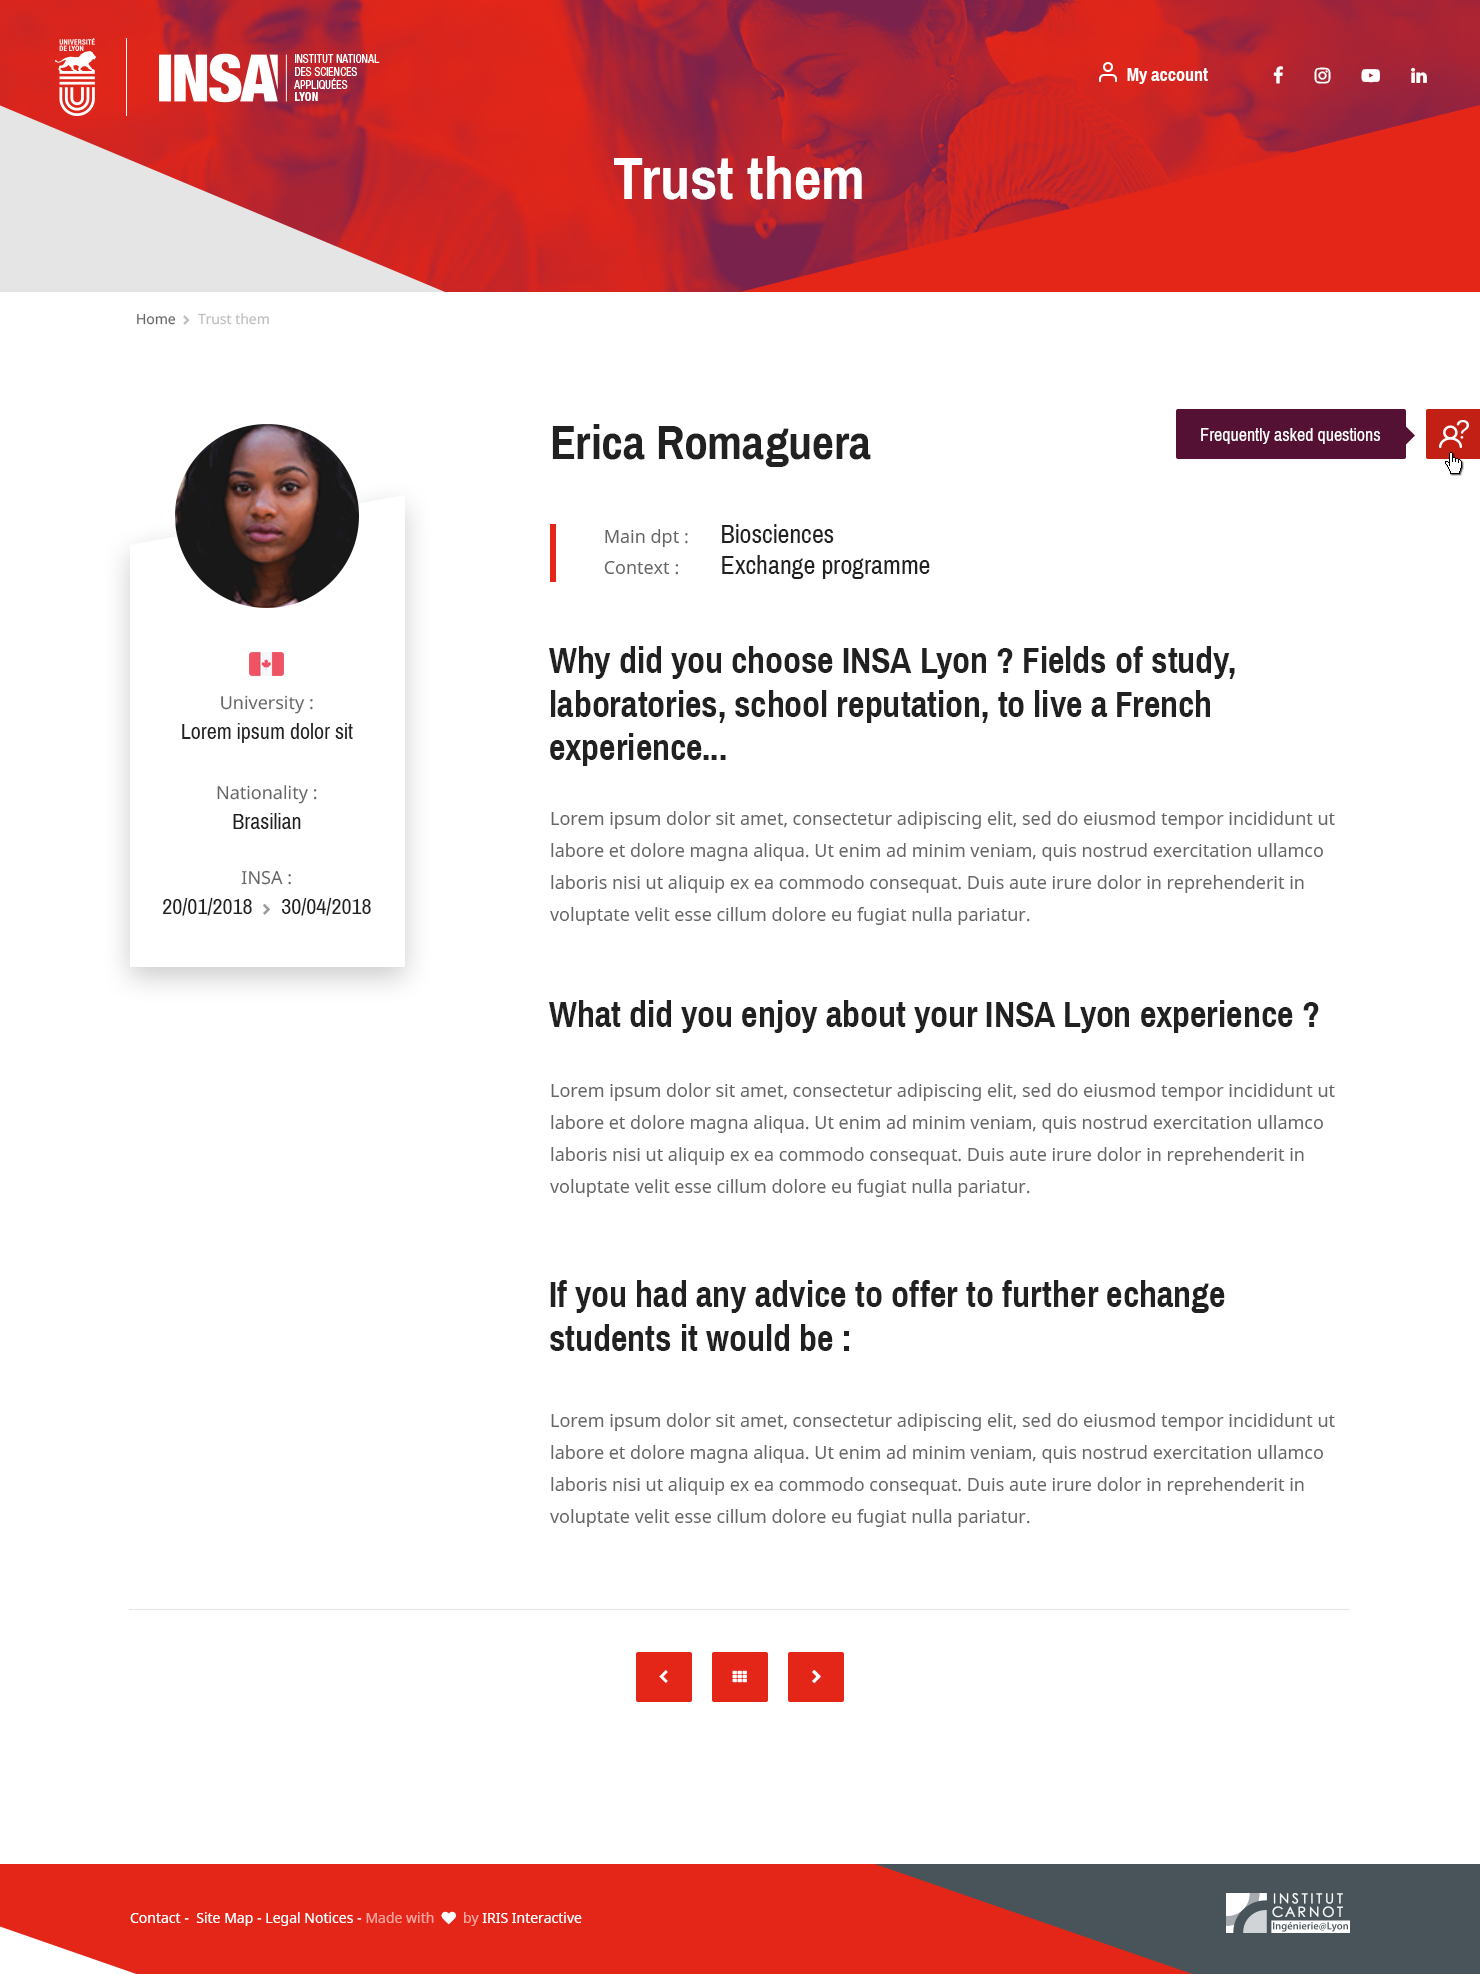 UNIVERSITÉ
DE LYON
INSA
INSTITUT NATIONAL
DES SCIENCES
APPLIQUÉES
LYON
My account
Trust them
Home
Trust them
Erica Romaguera
Frequently asked questions
Main dpt : Biosciences
Context : Exchange programme
University :
Lorem ipsum dolor sit
Nationality :
Brasilian
INSA :
20/01/2018 > 30/04/2018
Why did you choose INSA Lyon ? Fields of study,
laboratories, school reputation, to live a French
experience...
Lorem ipsum dolor sit amet, consectetur adipiscing elit, sed do eiusmod tempor incididunt ut
labore et dolore magna aliqua. Ut enim ad minim veniam, quis nostrud exercitation ullamco
laboris nisi ut aliquip ex ea commodo consequat. Duis aute irure dolor in reprehenderit in
voluptate velit esse cillum dolore eu fugiat nulla pariatur.
What did you enjoy about your INSA Lyon experience ?
Lorem ipsum dolor sit amet, consectetur adipiscing elit, sed do eiusmod tempor incididunt ut
labore et dolore magna aliqua. Ut enim ad minim veniam, quis nostrud exercitation ullamco
laboris nisi ut aliquip ex ea commodo consequat. Duis aute irure dolor in reprehenderit in
voluptate velit esse cillum dolore eu fugiat nulla pariatur.
If you had any advice to offer to further echange
students it would be :
Lorem ipsum dolor sit amet, consectetur adipiscing elit, sed do eiusmod tempor incididunt ut
labore et dolore magna aliqua. Ut enim ad minim veniam, quis nostrud exercitation ullamco
laboris nisi ut aliquip ex ea commodo consequat. Duis aute irure dolor in reprehenderit in
voluptate velit esse cillum dolore eu fugiat nulla pariatur.
Contact - Site Map - Legal Notices - Made with ♥ by IRIS Interactive
INSTITUT
CARNOT
Ingénierie@Lyon